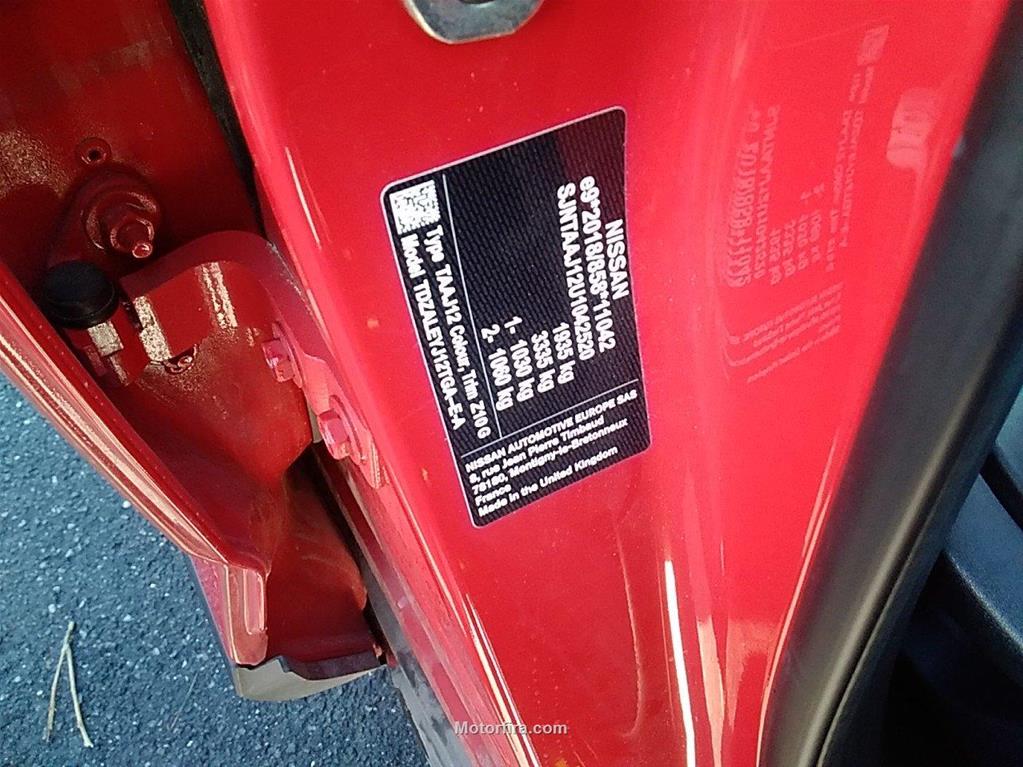 NISSAN
e9*2018/858*11042
SJNTAAJ12U1042520
1935 kg
3335 kg
1- 1030 kg
2- 1060 kg
Type TAAJ12 Colour, Trim Z10 G
Model TDZALEYJ12TGA-E-A
NISSAN AUTOMOTIVE EUROPE SAS
8, rue Jean Pierre Timbaud
78180, Montigny-le-Bretonneux
France
Made in the United Kingdom
Motorfira.com